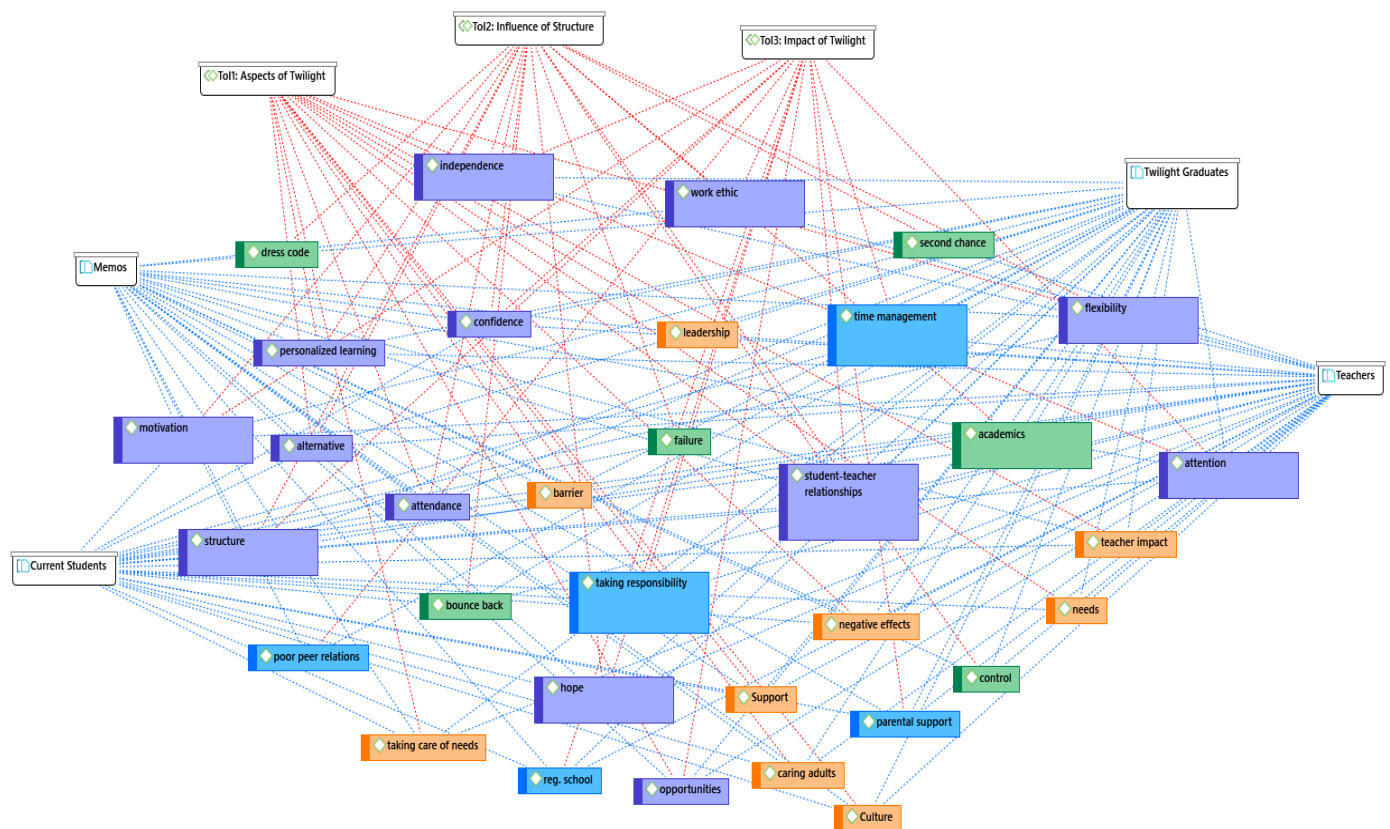 ToI2: Influence of Structure
ToI3: Impact of Twilight
ToI1: Aspects of Twilight
independence
Twilight Graduates
work ethic
dress code
second chance
Memos
flexibility
time management
confidence
leadership
personalized learning
Teachers
motivation
academics
failure
alternative
attention
student-teacher
relationships
barrier
attendance
structure
teacher impact
Current Students
taking responsibility
bounce back
needs
negative effects
poor peer relations
control
hope
Support
parental support
taking care of needs
caring adults
reg. school
opportunities
Culture